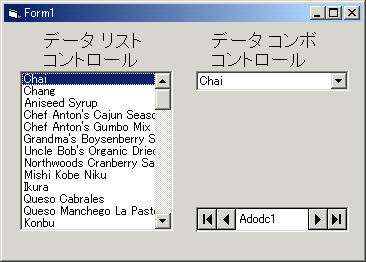 Form1
データリスト
コントロール
データコンボ
コントロール
Chai
Chang
Aniseed Syrup
Chef Anton's Cajun Seaso
Chef Anton's Gumbo Mix
Grandma's Boysenberry S
Uncle Bob's Organic Dried
Northwoods Cranberry Sa
Mishi Kobe Niku
Ikura
Queso Cabrales
Queso Manchego La Past
Konbu
Chai
Adodc1